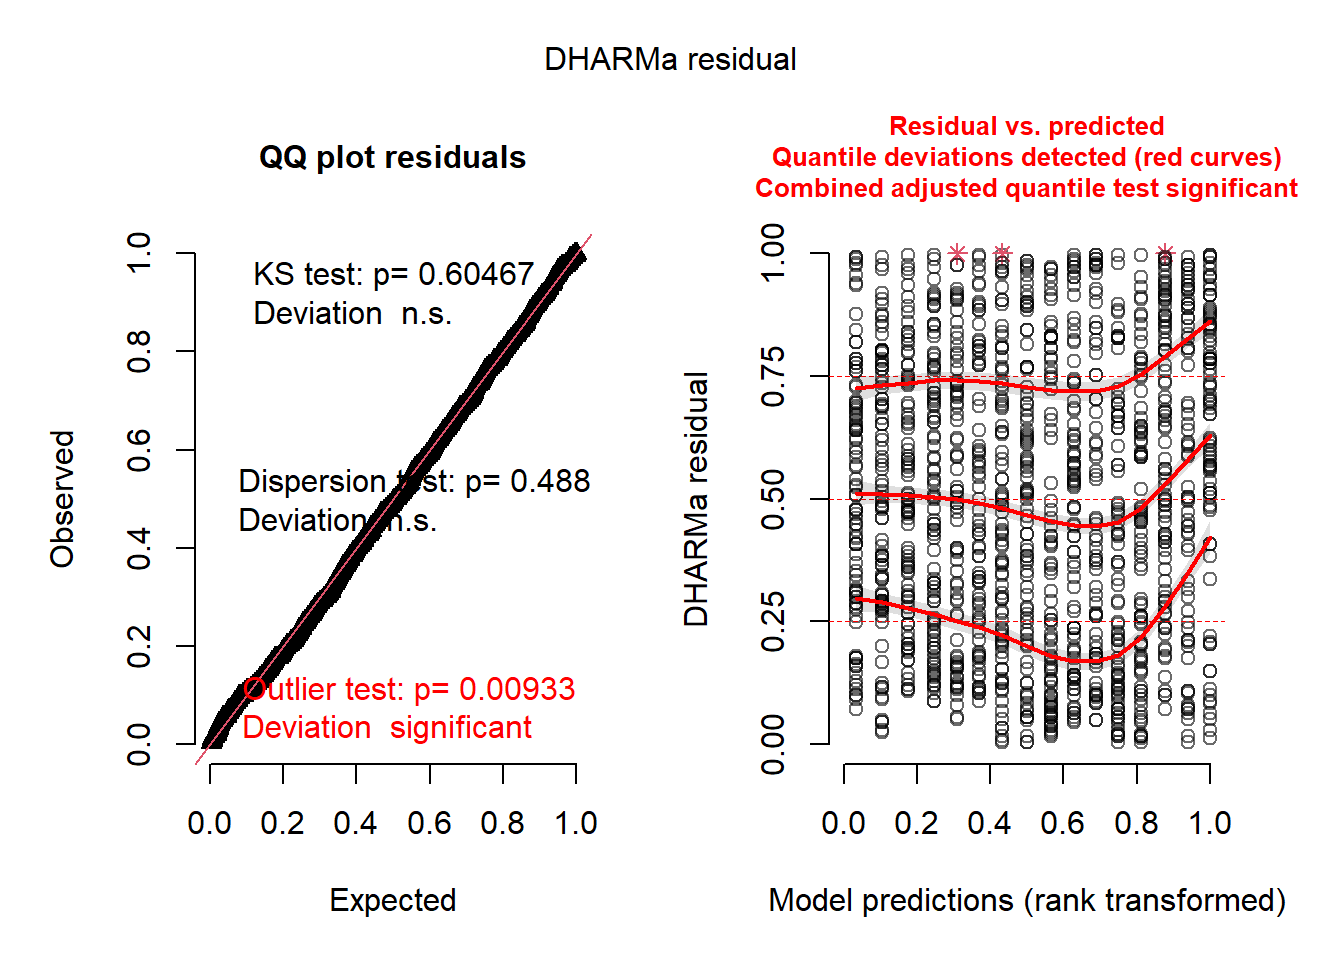 DHARMa residual
QQ plot residuals
KS test: p= 0.60467
Deviation  n.s.
Dispersion test: p= 0.488
Deviation n.s.
Outlier test: p= 0.00933
Deviation  significant
Observed
0.0
0.2
0.4
0.6
0.8
1.0
0.0 0.2 0.4 0.6 0.8 1.0
Expected
Residual vs. predicted
Quantile deviations detected (red curves)
Combined adjusted quantile test significant
DHARMa residual
0.00
0.25
0.50
0.75
1.00
0.0 0.2 0.4 0.6 0.8 1.0
Model predictions (rank transformed)